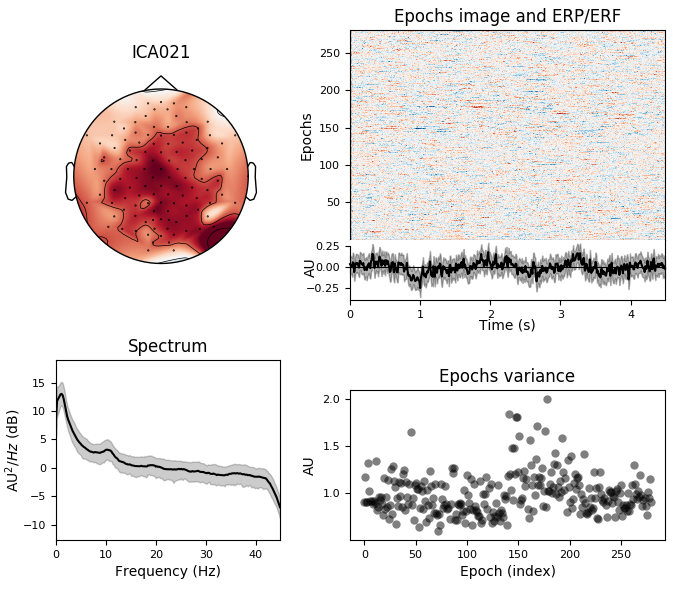 ICA021
Epochs image and ERP/ERF
Epochs
250
200
150
100
50
AU
0.25
0.00
−0.25
0 1 2 3 4
Time (s)
Spectrum
AU²/Hz (dB)
15
10
5
0
−5
−10
0 10 20 30 40
Frequency (Hz)
Epochs variance
AU
2.0
1.5
1.0
0 50 100 150 200 250
Epoch (index)